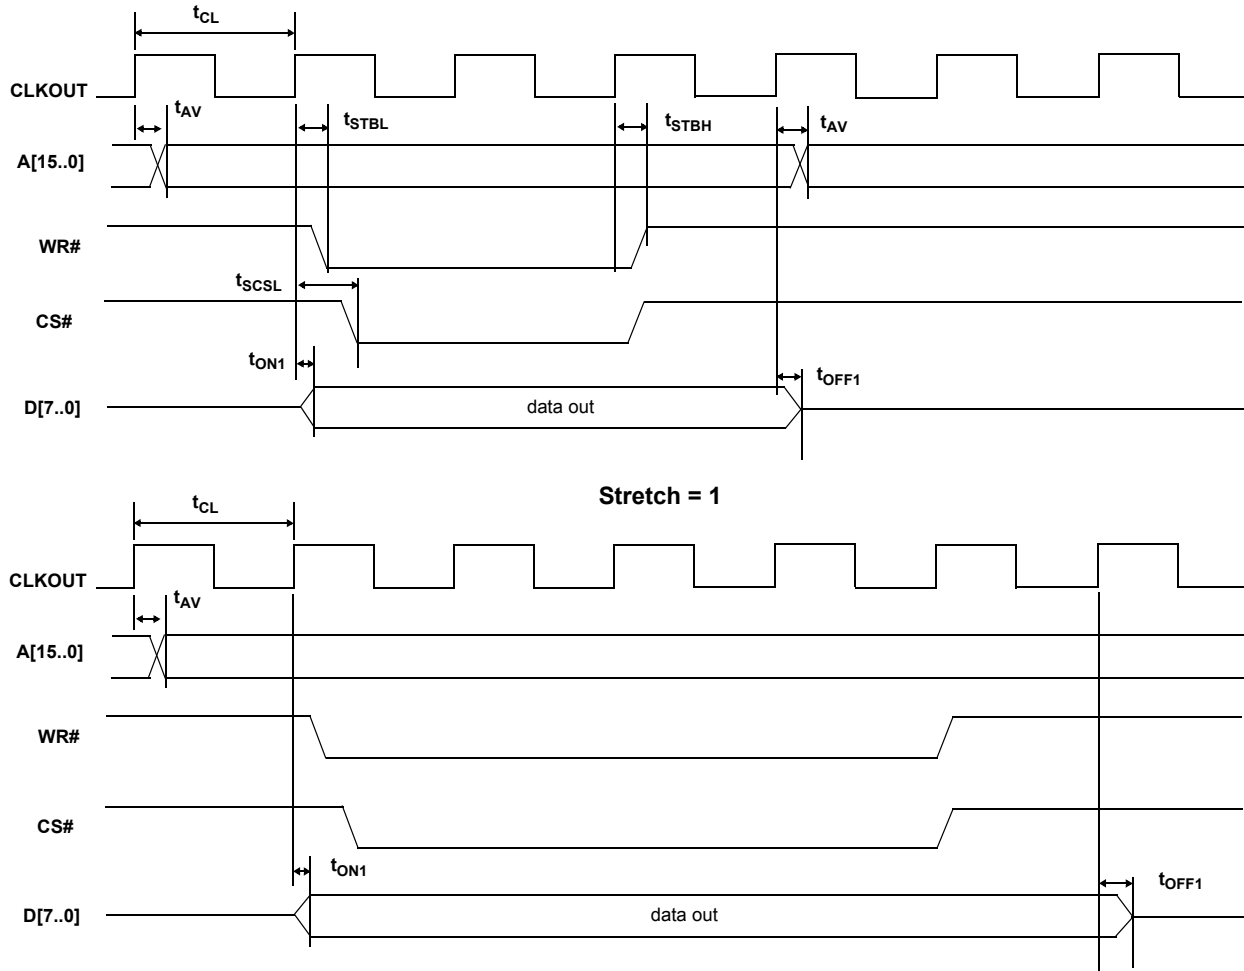 tCL
CLKOUT
tAV
tSTBL
tSTBH
tAV
A[15..0]
WR#
tSCSL
CS#
tON1
tOFF1
D[7..0]
data out
Stretch = 1
tCL
CLKOUT
tAV
A[15..0]
WR#
CS#
tON1
tOFF1
D[7..0]
data out